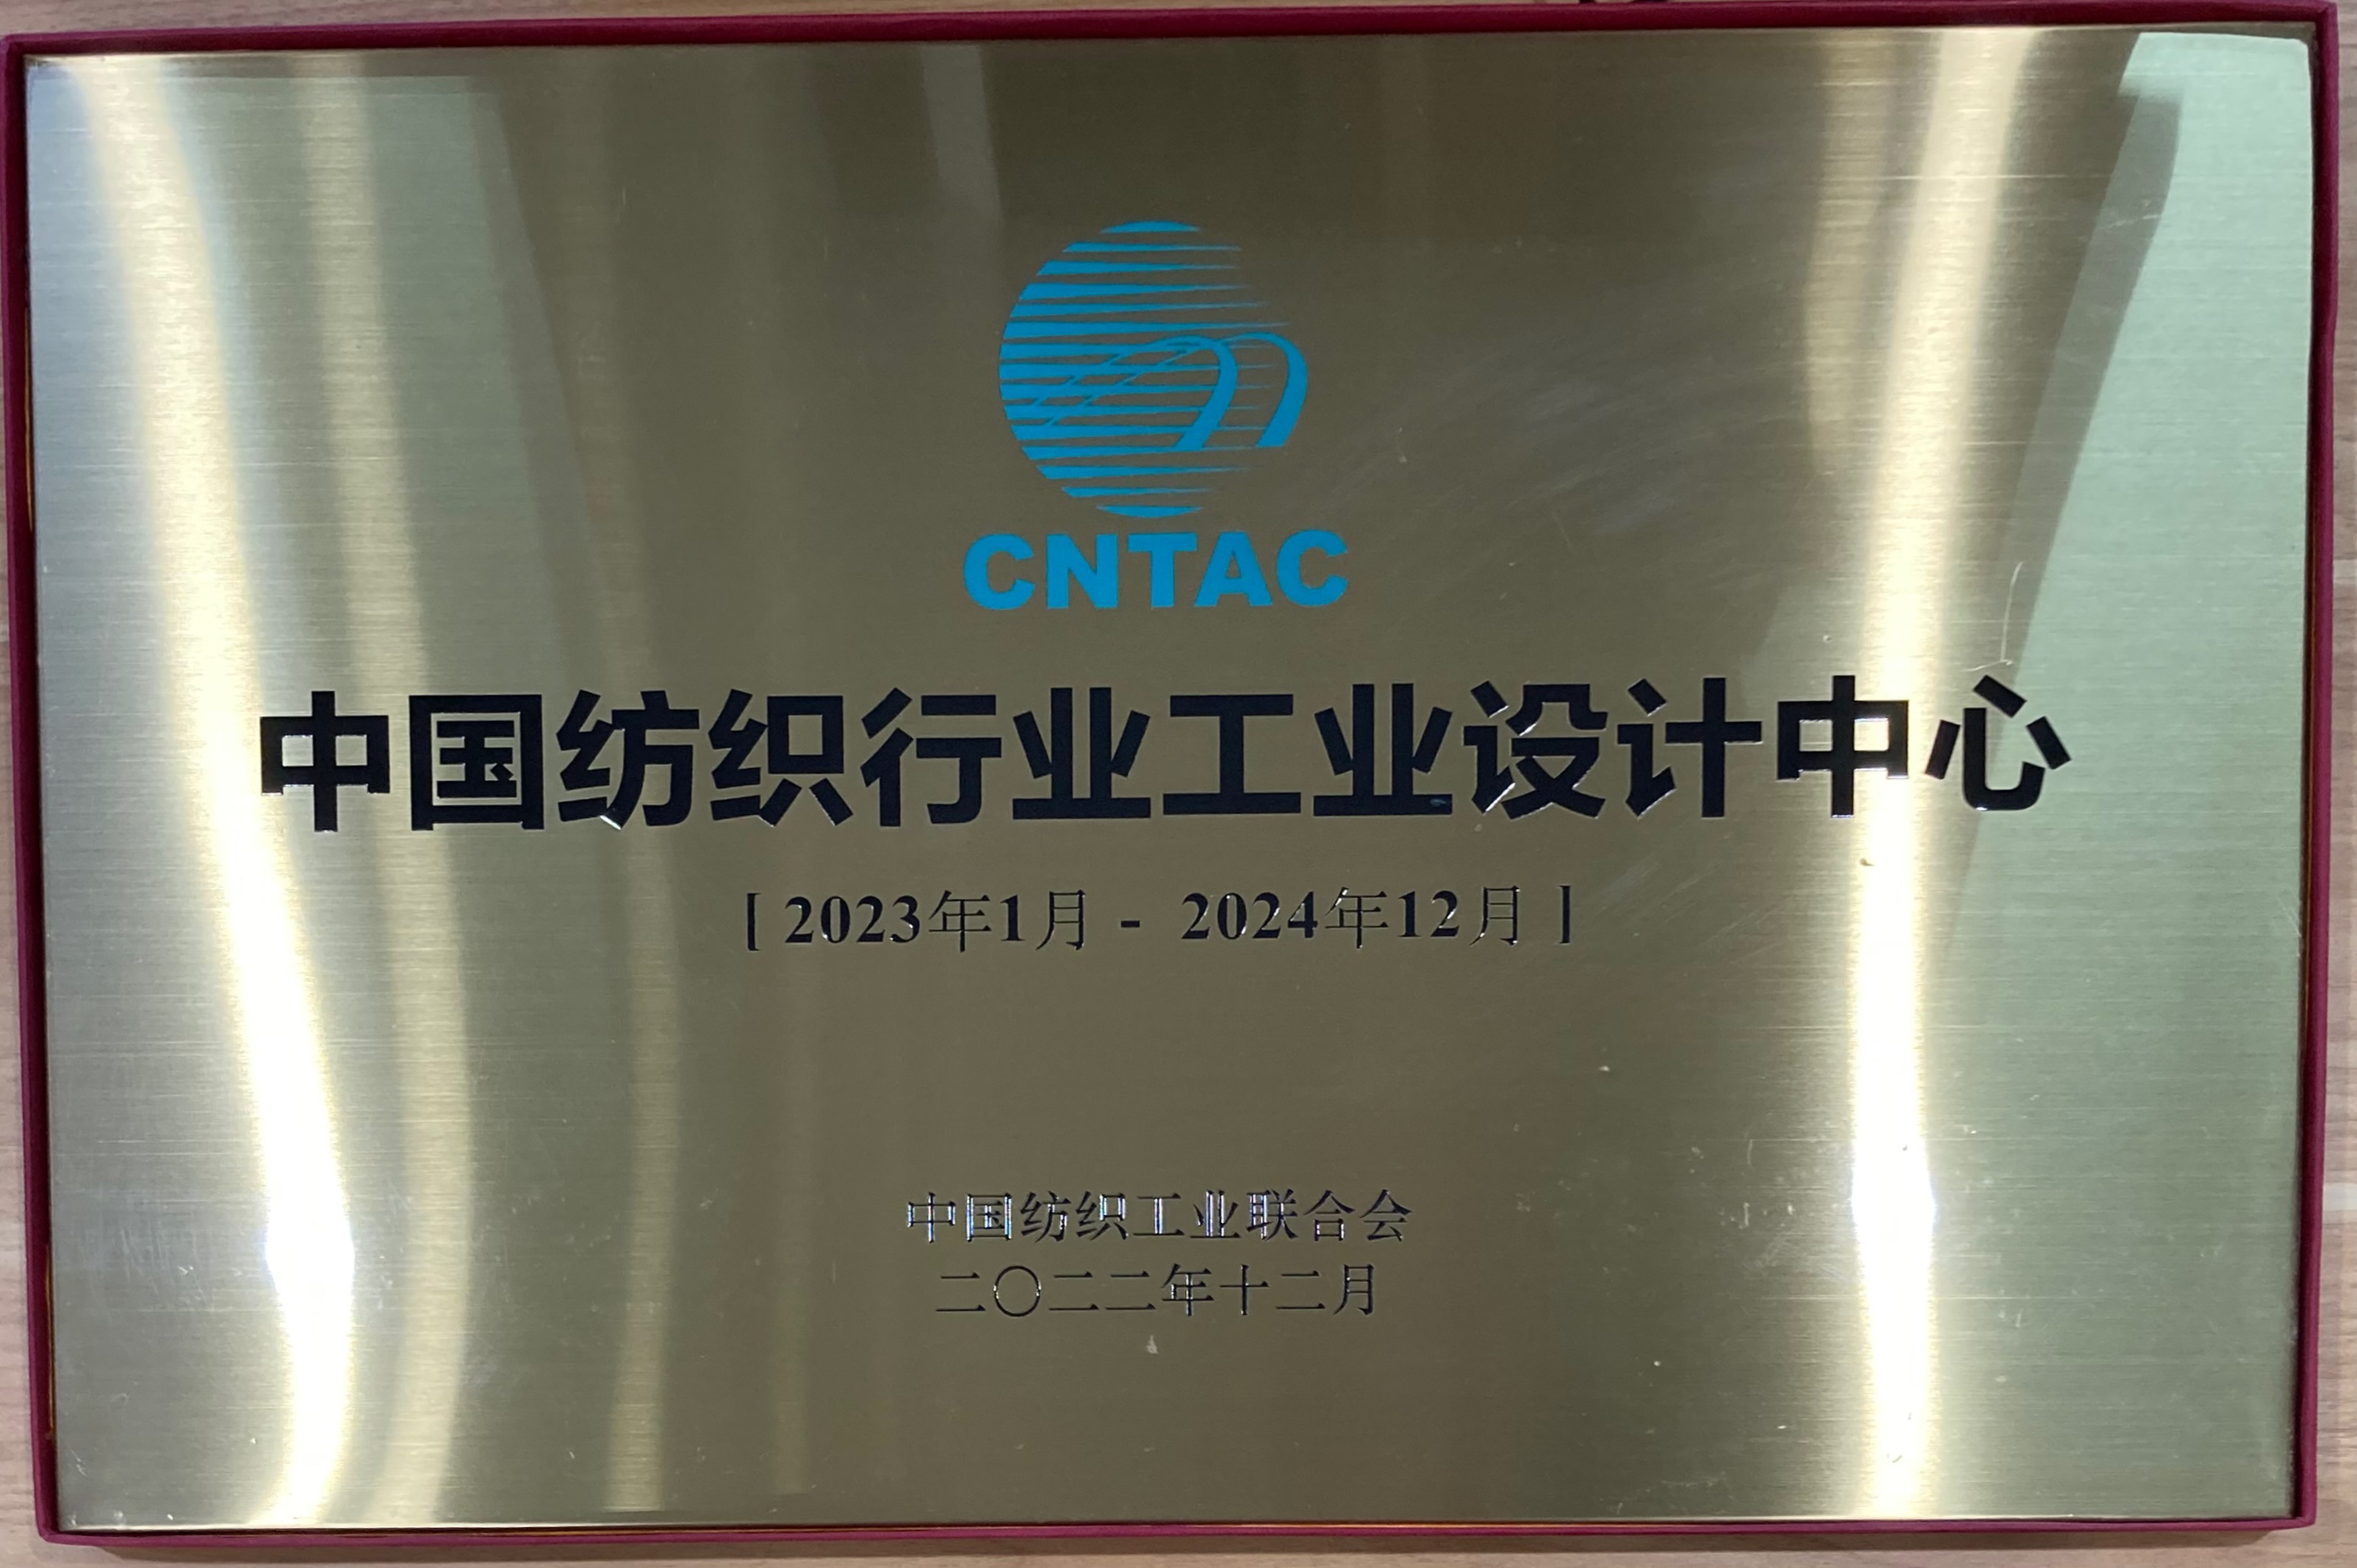 CNTAC
中国纺织行业工业设计中心
[ 2023年1月 - 2024年12月 ]
中国纺织工业联合会
二〇二二年十二月